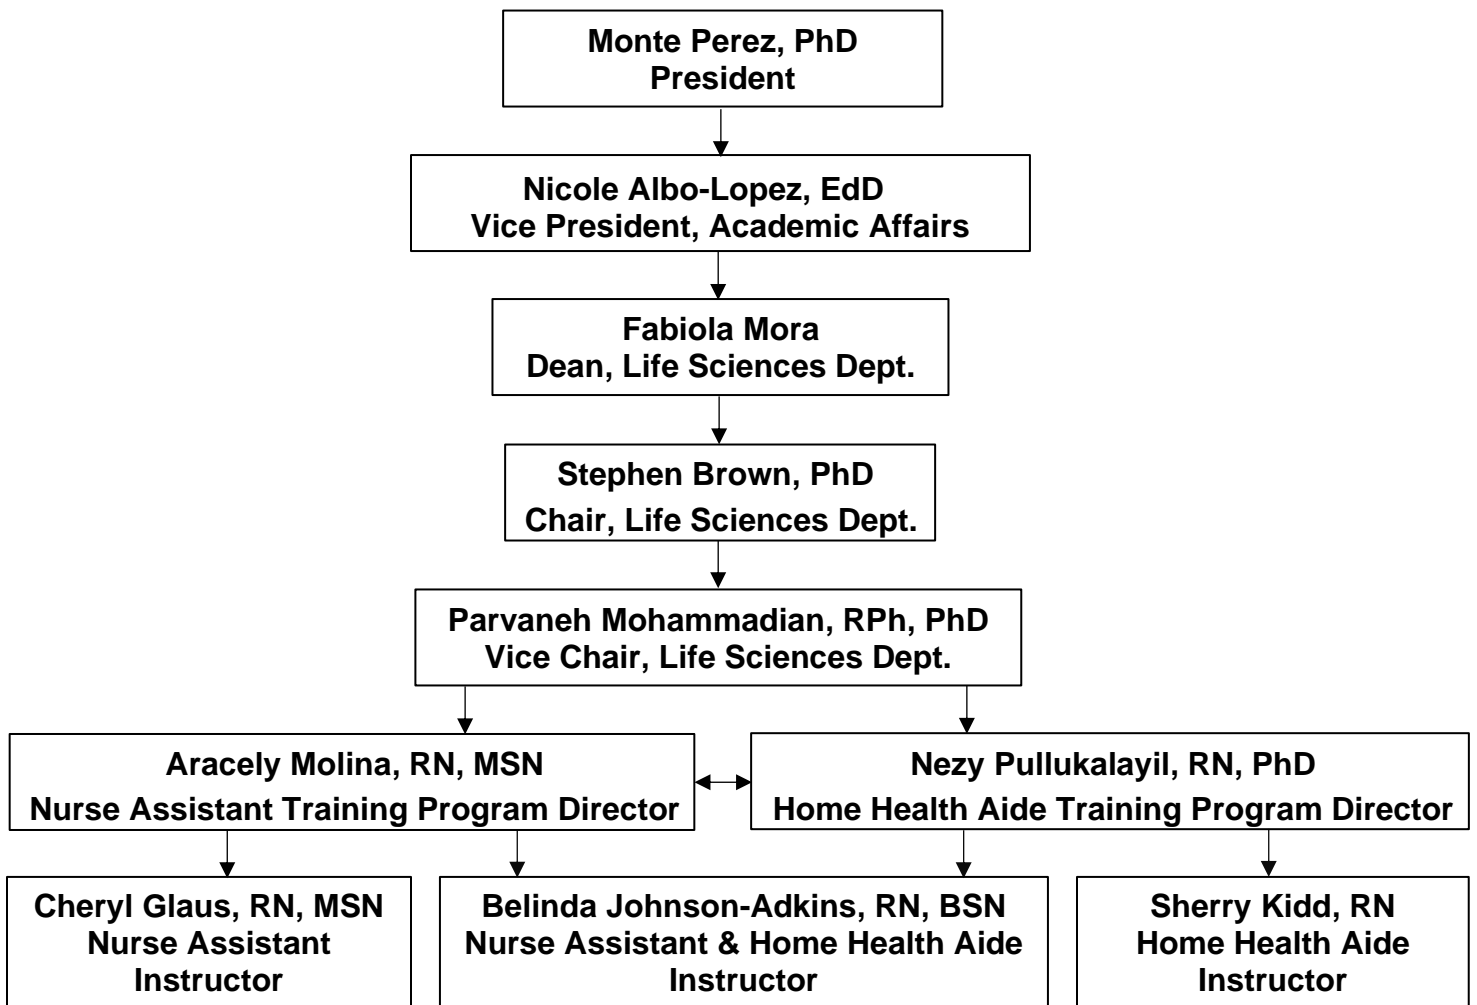 Monte Perez, PhD
President
Nicole Albo-Lopez, EdD
Vice President, Academic Affairs
Fabiola Mora
Dean, Life Sciences Dept.
Stephen Brown, PhD
Chair, Life Sciences Dept.
Parvaneh Mohammadian, RPh, PhD
Vice Chair, Life Sciences Dept.
Aracely Molina, RN, MSN
Nurse Assistant Training Program Director
Nezy Pullukalayil, RN, PhD
Home Health Aide Training Program Director
Cheryl Glaus, RN, MSN
Nurse Assistant
Instructor
Belinda Johnson-Adkins, RN, BSN
Nurse Assistant & Home Health Aide
Instructor
Sherry Kidd, RN
Home Health Aide
Instructor